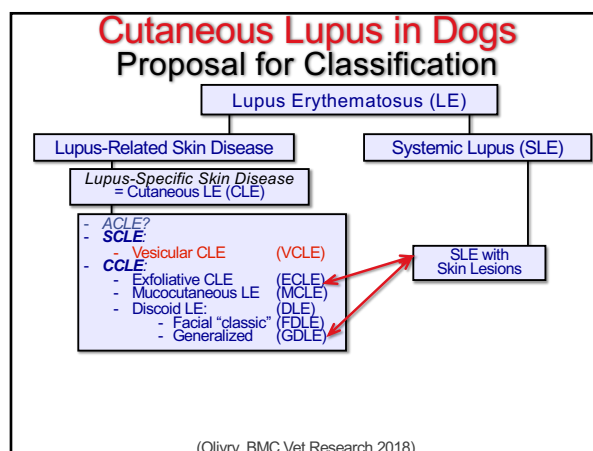 Cutaneous Lupus in Dogs
Proposal for Classification
Lupus Erythematosus (LE)
Lupus-Related Skin Disease
Systemic Lupus (SLE)
Lupus-Specific Skin Disease
= Cutaneous LE (CLE)
- ACLE?
- SCLE:
- Vesicular CLE (VCLE)
- CCLE:
- Exfoliative CLE (ECLE)
- Mucocutaneous LE (MCLE)
- Discoid LE: (DLE)
- Facial “classic” (FDLE)
- Generalized (GDLE)
SLE with
Skin Lesions
(Olivry, BMC Vet Research 2018)